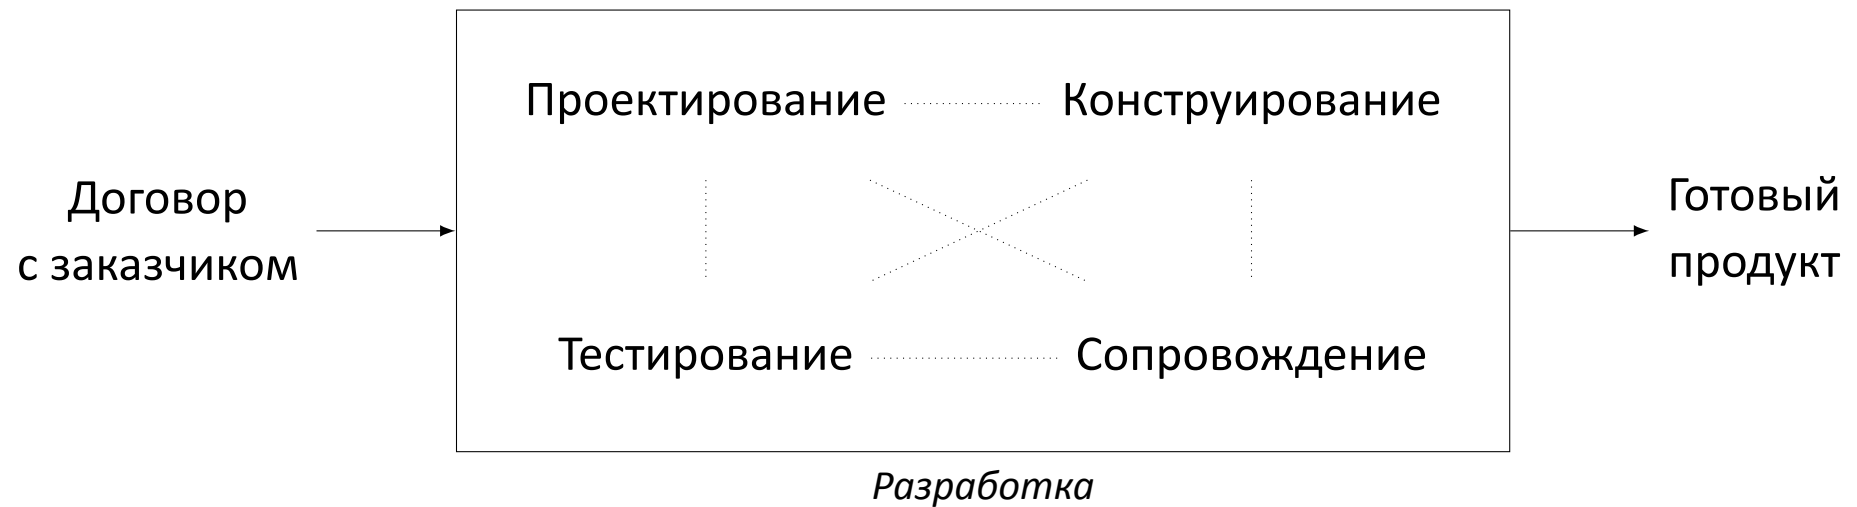 Проектирование
Конструирование
Договор
с заказчиком
Готовый
продукт
Тестирование
Сопровождение
Разработка